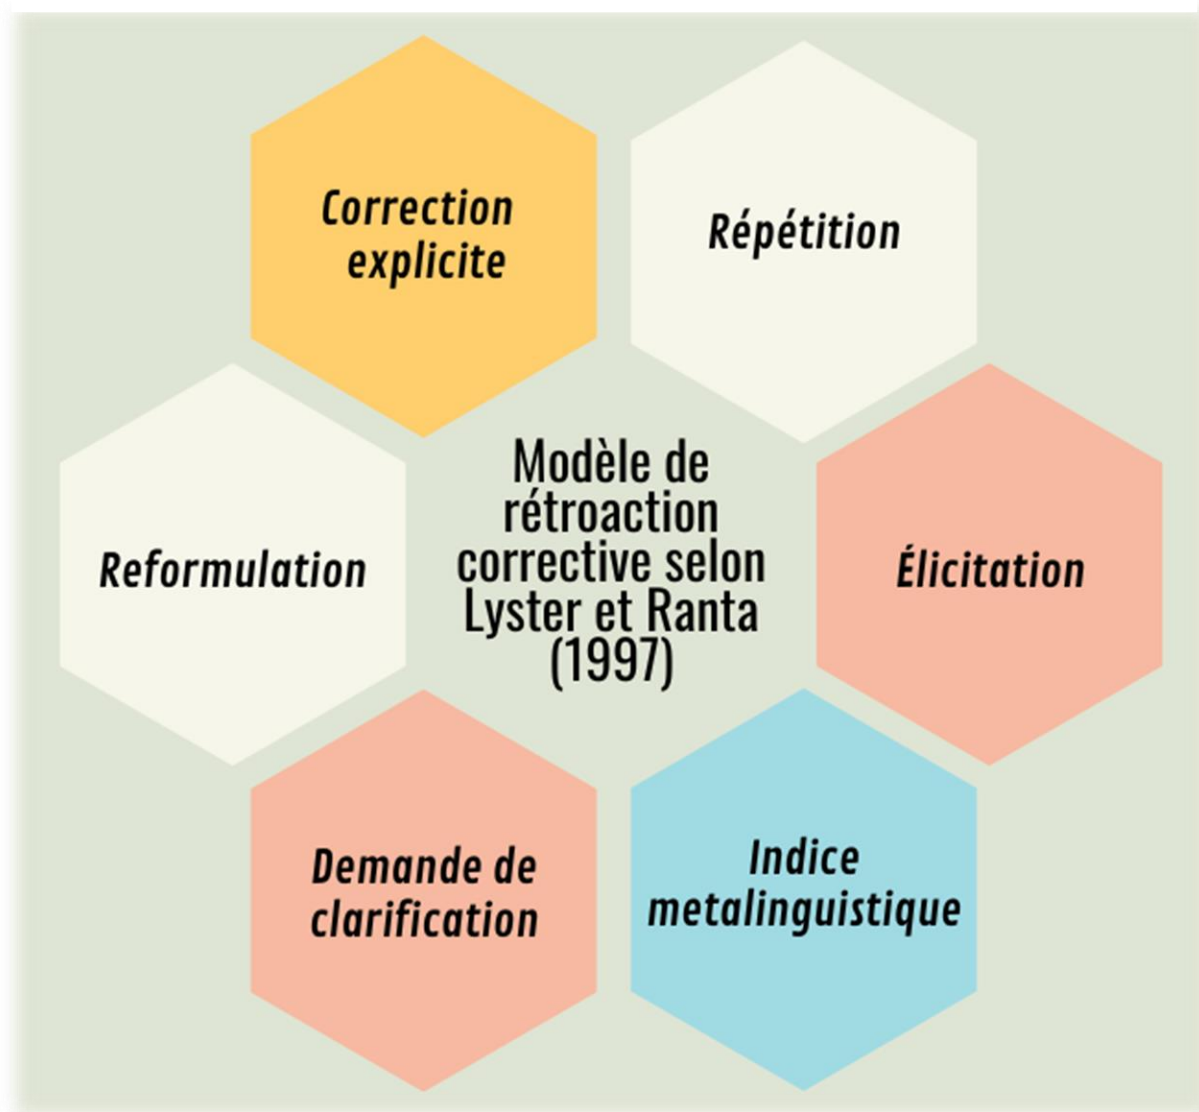 Correction
explicite
Répétition
Reformulation
Modèle de
rétroaction
corrective selon
Lyster et Ranta
(1997)
Élicitation
Demande de
clarification
Indice
metalinguistique